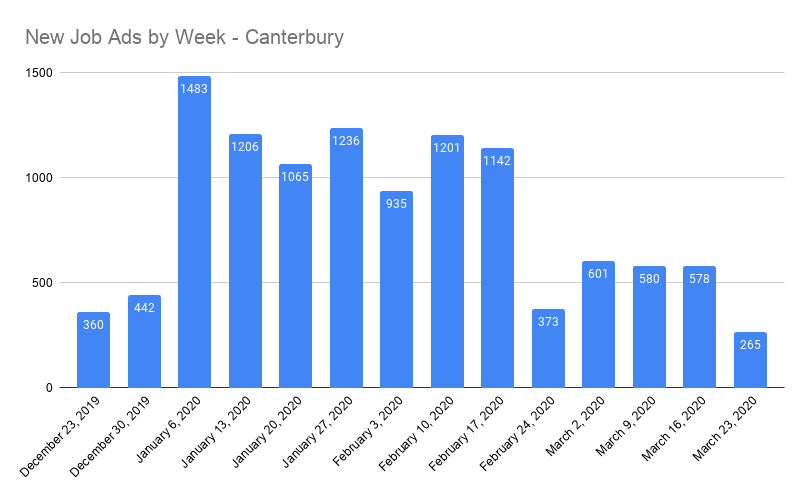 New Job Ads by Week - Canterbury
1500
1000
500
0
360
442
1483
1206
1065
1236
935
1201
1142
373
601
580
578
265
December 23, 2019
December 30, 2019
January 6, 2020
January 13, 2020
January 20, 2020
January 27, 2020
February 3, 2020
February 10, 2020
February 17, 2020
February 24, 2020
March 2, 2020
March 9, 2020
March 16, 2020
March 23, 2020